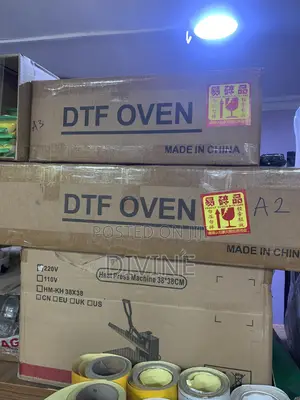 DTF OVEN
易碎品
A3
MADE IN CHINA
DTF OVEN
易碎品
A2
POSTED ON
DIVINE
MADE IN CHINA
220V
Heat Press Machine 38*38CM)
110V
HM-KH 38X38
CN EU UK US